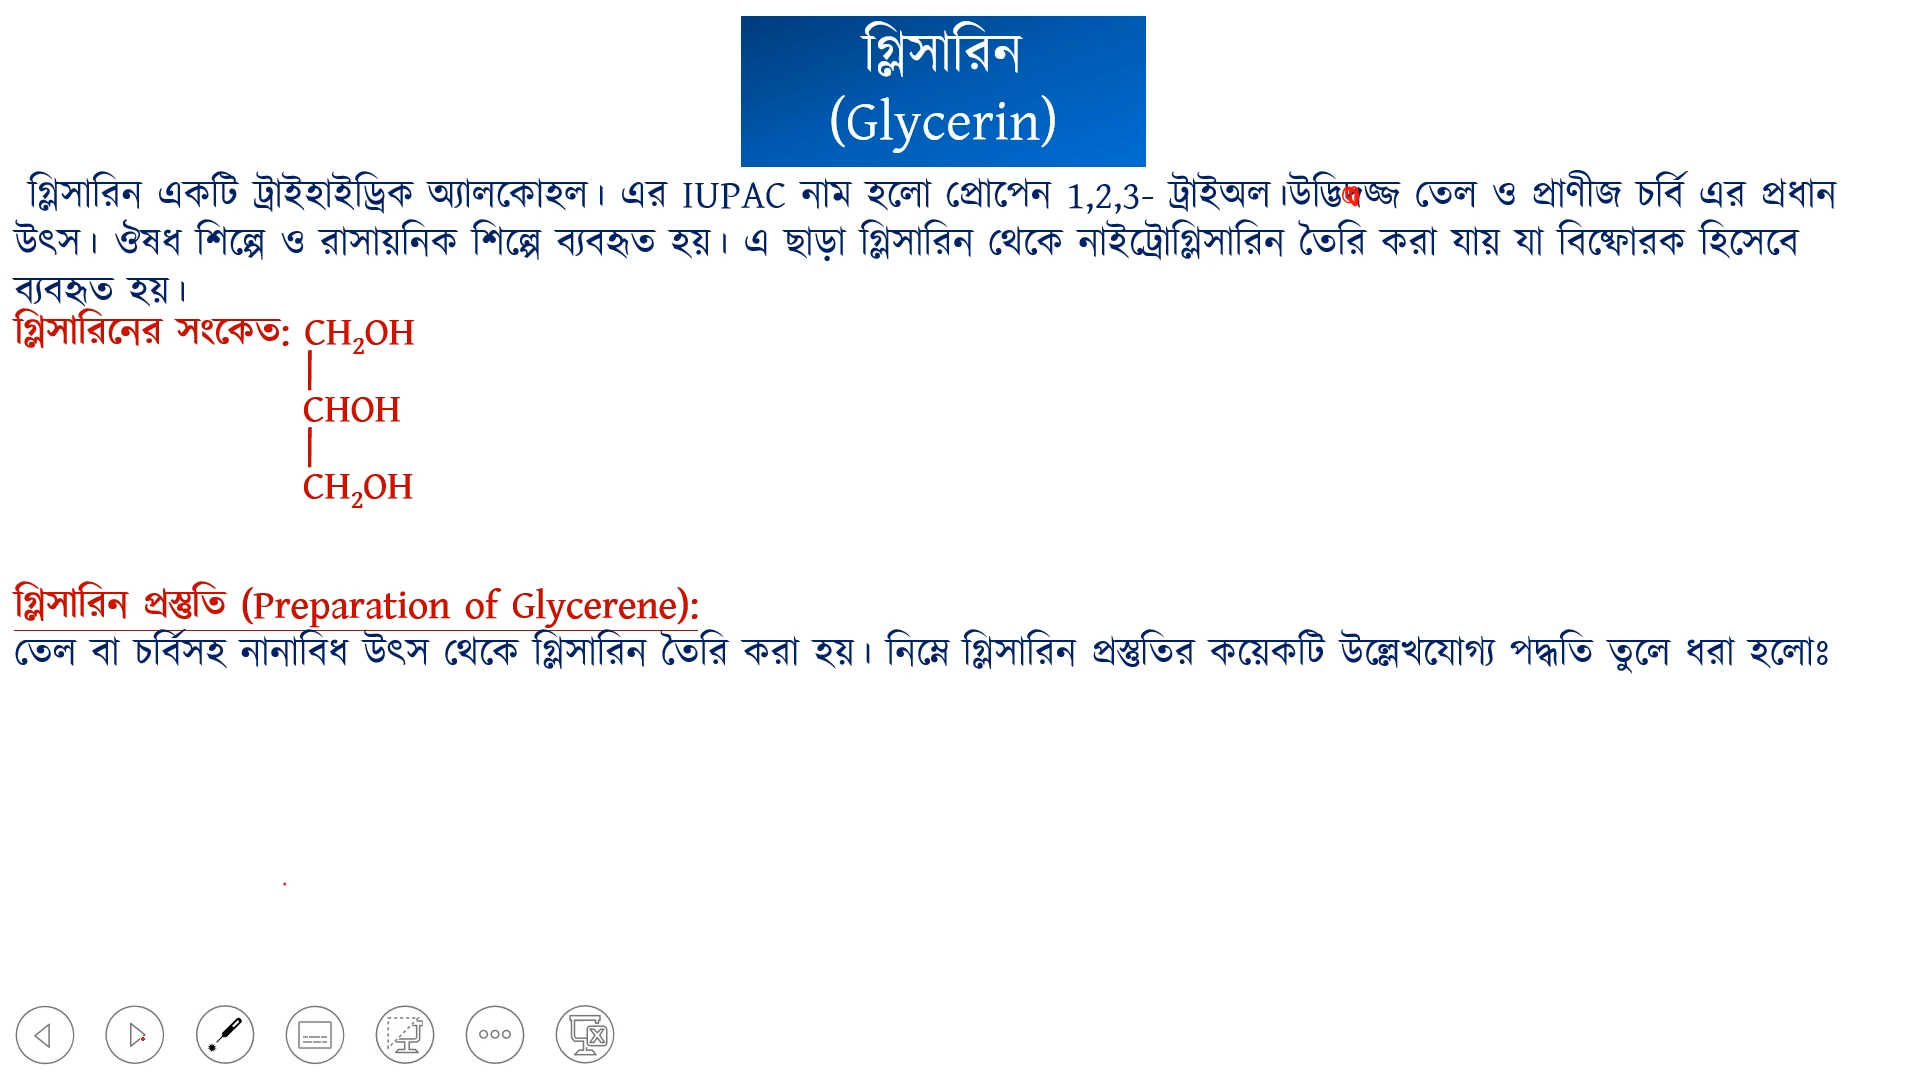 গ্লিসারিন
(Glycerin)
গ্লিসারিন একটি ট্রাইহাইড্রিক অ্যালকোহল। এর IUPAC নাম হলো প্রোপেন 1,2,3- ট্রাইঅল।উদ্ভিজ্জ তেল ও প্রাণীজ চর্বি এর প্রধান
উৎস। ঔষধ শিল্পে ও রাসায়নিক শিল্পে ব্যবহৃত হয়। এ ছাড়া গ্লিসারিন থেকে নাইট্রোগ্লিসারিন তৈরি করা যায় যা বিষ্ফোরক হিসেবে
ব্যবহৃত হয়।
গ্লিসারিনের সংকেত: CH₂OH
|
CHOH
|
CH₂OH
গ্লিসারিন প্রস্তুতি (Preparation of Glycerene):
তেল বা চর্বিসহ নানাবিধ উৎস থেকে গ্লিসারিন তৈরি করা হয়। নিম্নে গ্লিসারিন প্রস্তুতির কয়েকটি উল্লেখযোগ্য পদ্ধতি তুলে ধরা হলোঃ